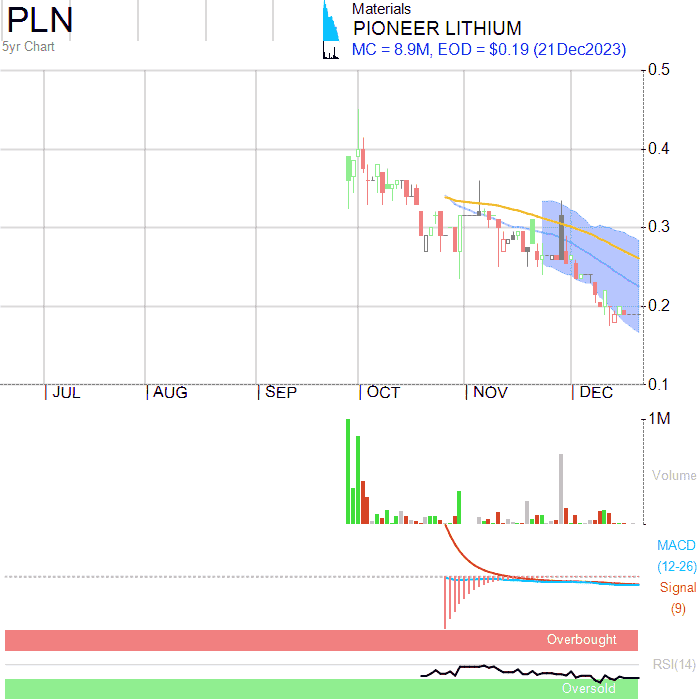 PLN
5yr Chart
Materials
PIONEER LITHIUM
MC = 8.9M, EOD = $0.19 (21Dec2023)
0.5
0.4
0.3
0.2
0.1
JUL AUG SEP OCT NOV DEC
1M
Volume
MACD
(12-26)
Signal
(9)
Overbought
RSI(14)
Oversold